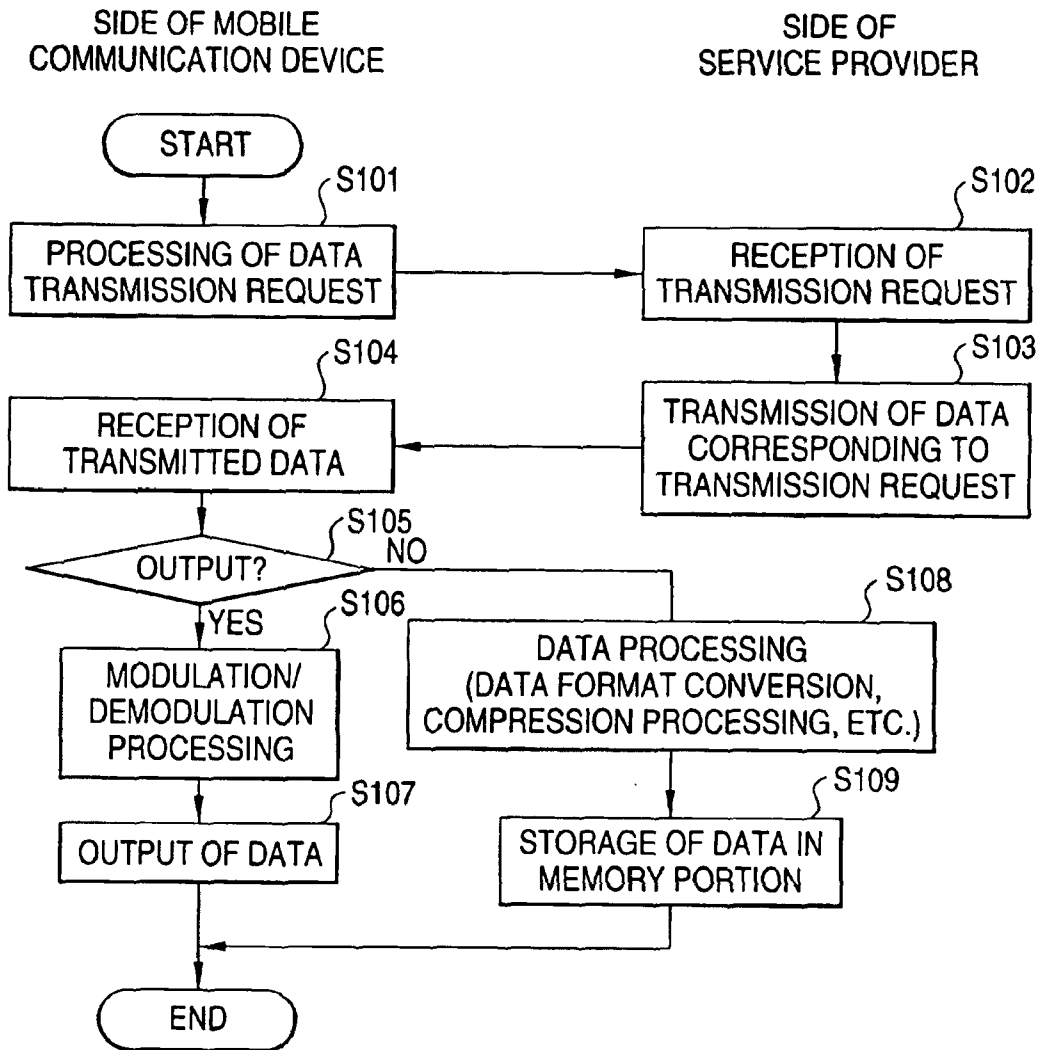 SIDE OF MOBILE
COMMUNICATION DEVICE
SIDE OF
SERVICE PROVIDER
START
S101
PROCESSING OF DATA
TRANSMISSION REQUEST
S102
RECEPTION OF
TRANSMISSION REQUEST
S104
RECEPTION OF
TRANSMITTED DATA
S103
TRANSMISSION OF DATA
CORRESPONDING TO
TRANSMISSION REQUEST
S105
OUTPUT?
NO
YES
S106
MODULATION/
DEMODULATION
PROCESSING
S108
DATA PROCESSING
(DATA FORMAT CONVERSION,
COMPRESSION PROCESSING, ETC.)
S107
OUTPUT OF DATA
S109
STORAGE OF DATA IN
MEMORY PORTION
END